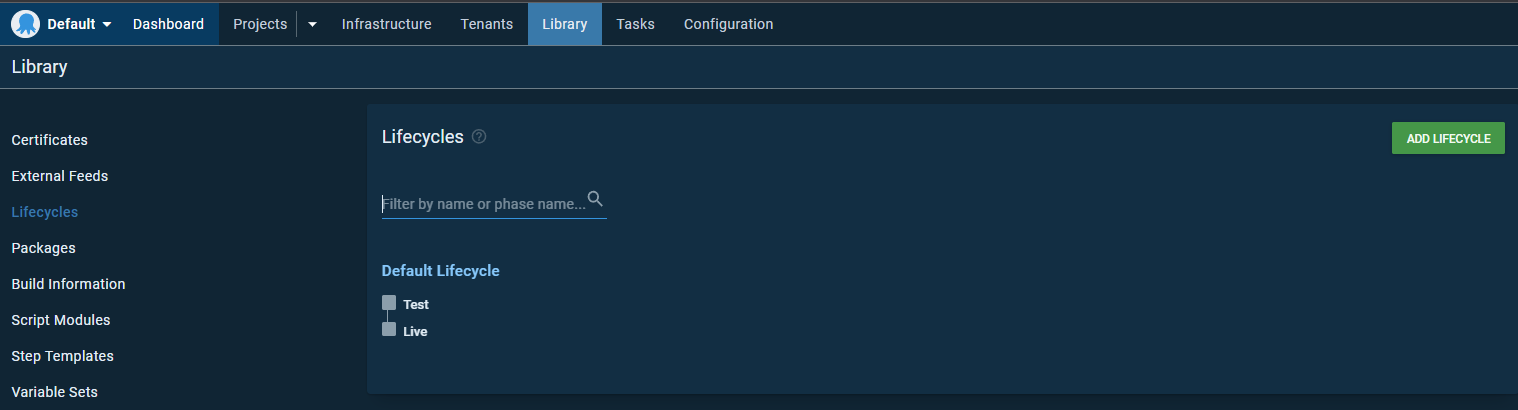 Default Dashboard Projects Infrastructure Tenants Library Tasks Configuration
Library
Certificates
External Feeds
Lifecycles
Packages
Build Information
Script Modules
Step Templates
Variable Sets
Lifecycles ?
ADD LIFECYCLE
Filter by name or phase name...
Default Lifecycle
Test
Live